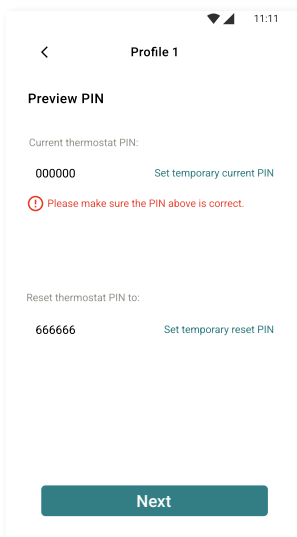 11:11
Profile 1
Preview PIN
Current thermostat PIN:
000000 Set temporary current PIN
Please make sure the PIN above is correct.
Reset thermostat PIN to:
666666 Set temporary reset PIN
Next